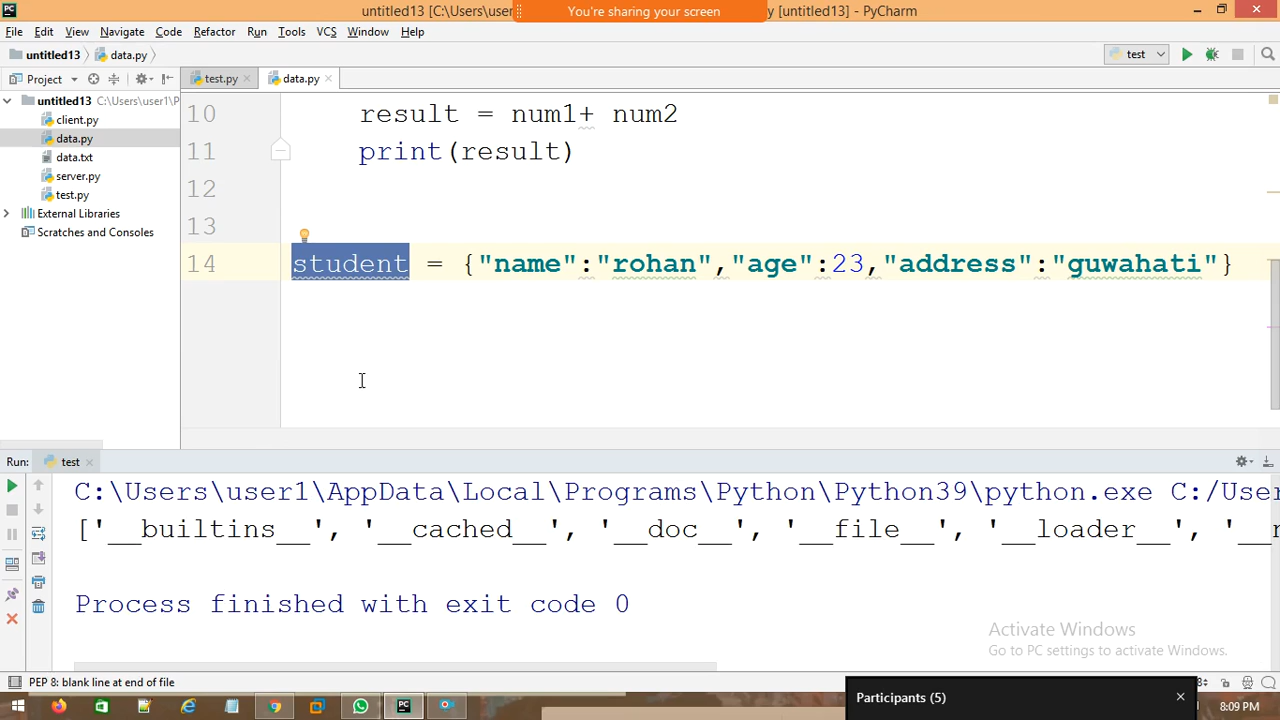 untitled13 [C:\Users\user
You're sharing your screen
y [untitled13] - PyCharm
File Edit View Navigate Code Refactor Run Tools VCS Window Help
untitled13 data.py
test
Project
test.py data.py
untitled13 C:\Users\user1\P
client.py
data.py
data.txt
server.py
test.py
External Libraries
Scratches and Consoles
10 result = num1+ num2
11 print(result)
12
13
14 student = {"name":"rohan","age":23,"address":"guwahati"}
Run: test
C:\Users\user1\AppData\Local\Programs\Python\Python39\python.exe C:/User
['__builtins__', '__cached__', '__doc__', '__file__', '__loader__', '__n
Process finished with exit code 0
Activate Windows
Go to PC settings to activate Windows.
PEP 8: blank line at end of file
Participants (5)
8:09 PM